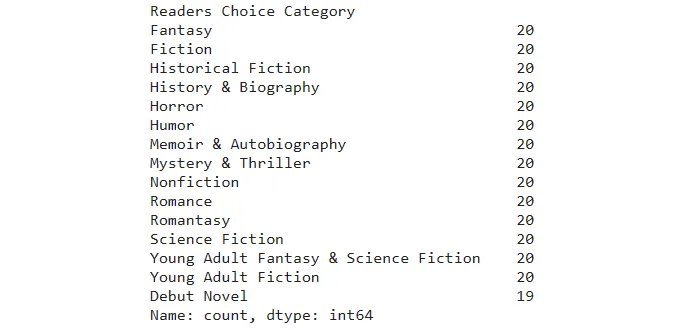 Readers Choice Category
Fantasy 20
Fiction 20
Historical Fiction 20
History & Biography 20
Horror 20
Humor 20
Memoir & Autobiography 20
Mystery & Thriller 20
Nonfiction 20
Romance 20
Romantasy 20
Science Fiction 20
Young Adult Fantasy & Science Fiction 20
Young Adult Fiction 20
Debut Novel 19
Name: count, dtype: int64